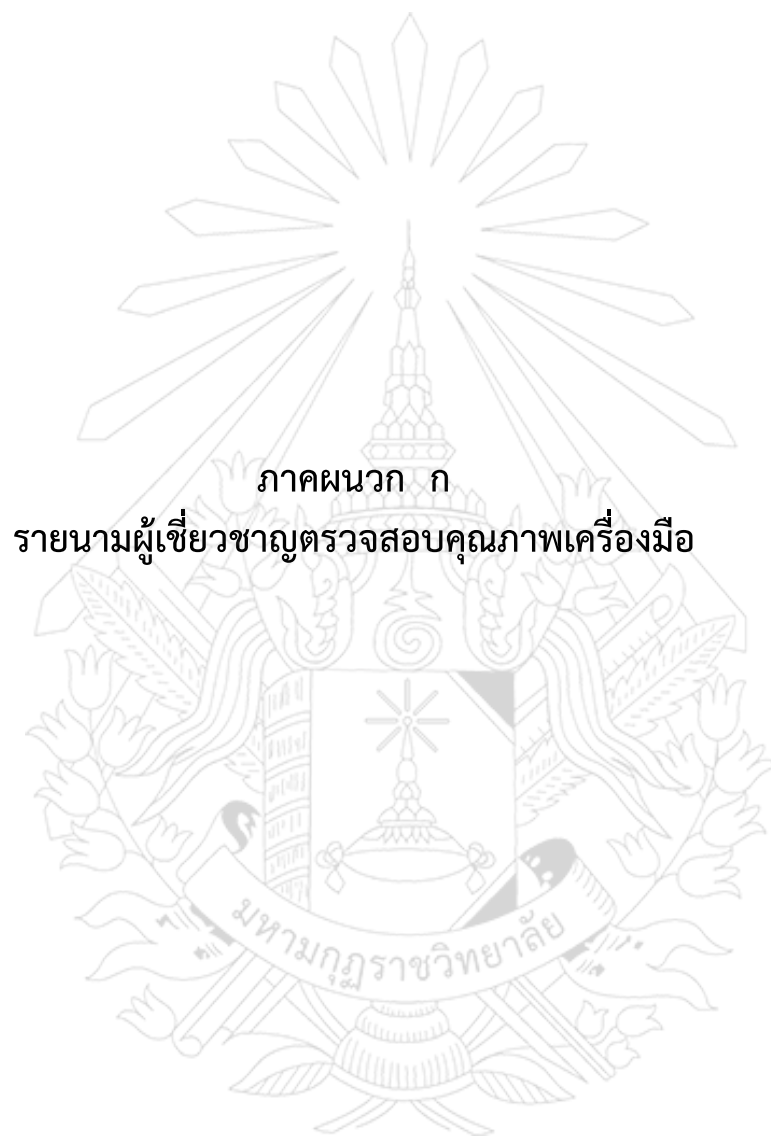 ภาคผนวก ก
รายนามผู้เชี่ยวชาญตรวจสอบคุณภาพเครื่องมือ
มหามกุฏราชวิทยาลัย